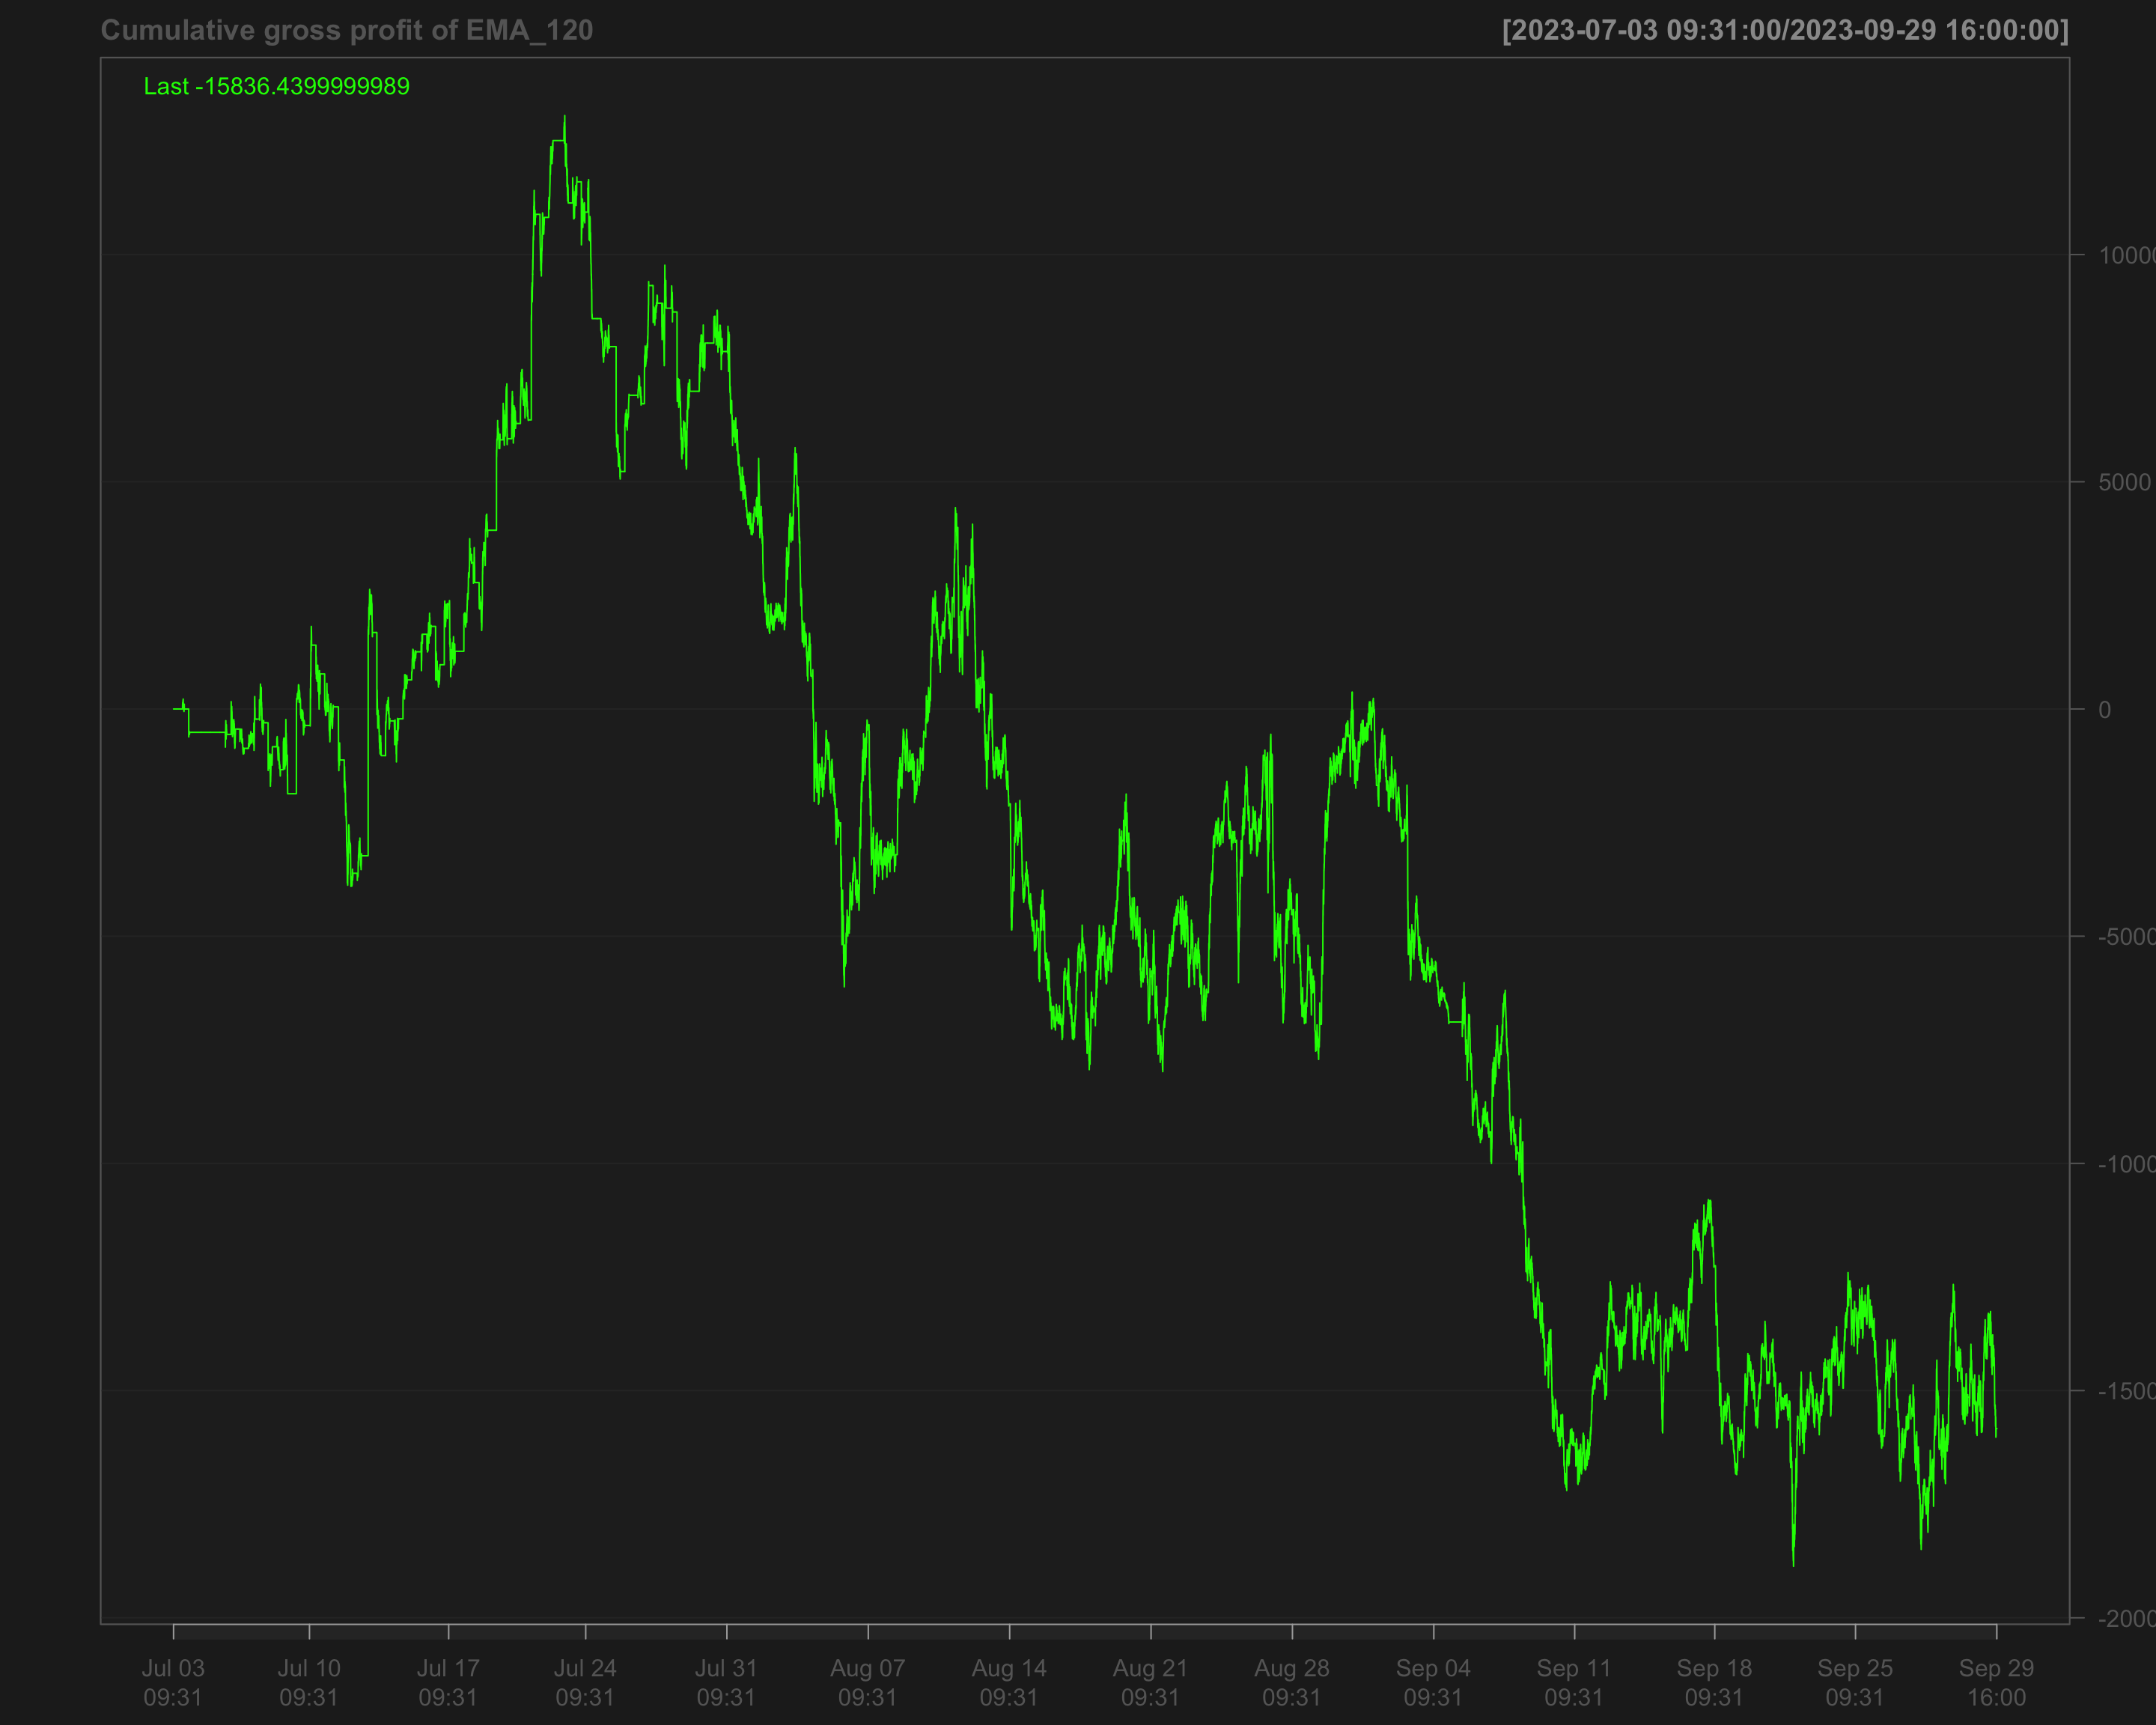 Cumulative gross profit of EMA_120 [2023-07-03 09:31:00/2023-09-29 16:00:00]
Last -15836.4399999989
10000
5000
0
-5000
-1000
-1500
-2000
Jul 03 Jul 10 Jul 17 Jul 24 Jul 31 Aug 07 Aug 14 Aug 21 Aug 28 Sep 04 Sep 11 Sep 18 Sep 25 Sep 29
09:31 09:31 09:31 09:31 09:31 09:31 09:31 09:31 09:31 09:31 09:31 09:31 09:31 16:00